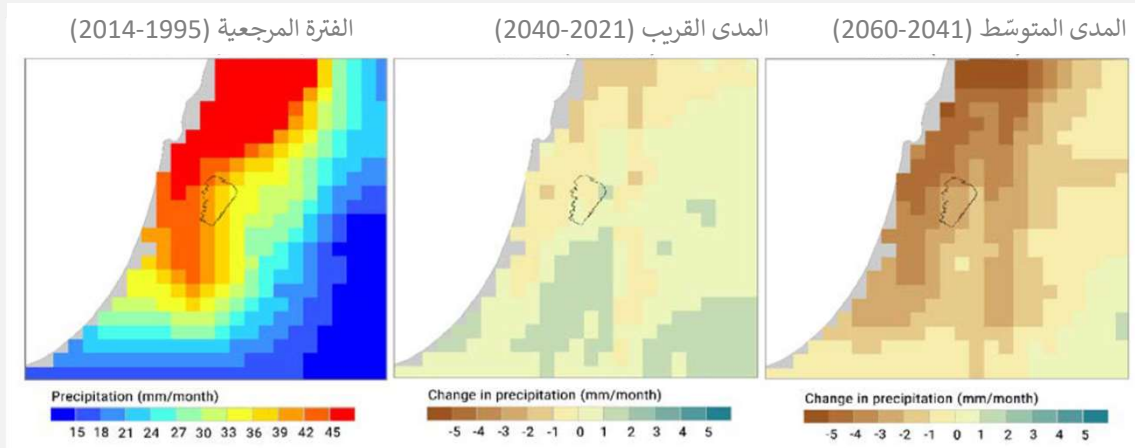 الفترة المرجعية (1995-2014)
المدى القريب (2021-2040)
المدى المتوسّط (2041-2060)
Precipitation (mm/month)
15 18 21 24 27 30 33 36 39 42 45
Change in precipitation (mm/month)
-5 -4 -3 -2 -1 0 1 2 3 4 5
Change in precipitation (mm/month)
-5 -4 -3 -2 -1 0 1 2 3 4 5